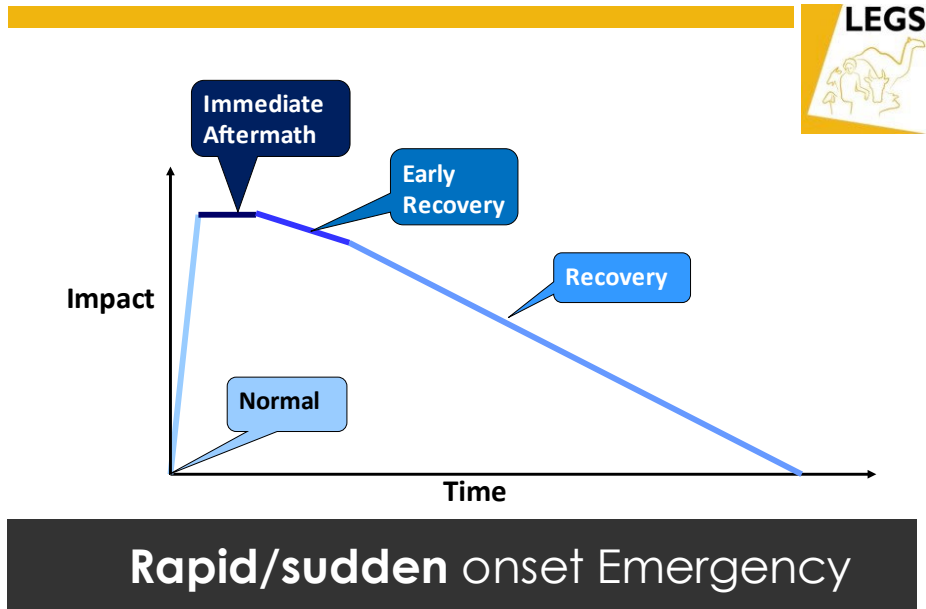 LEGS
Immediate
Aftermath
Early
Recovery
Recovery
Impact
Normal
Time
Rapid/sudden onset Emergency